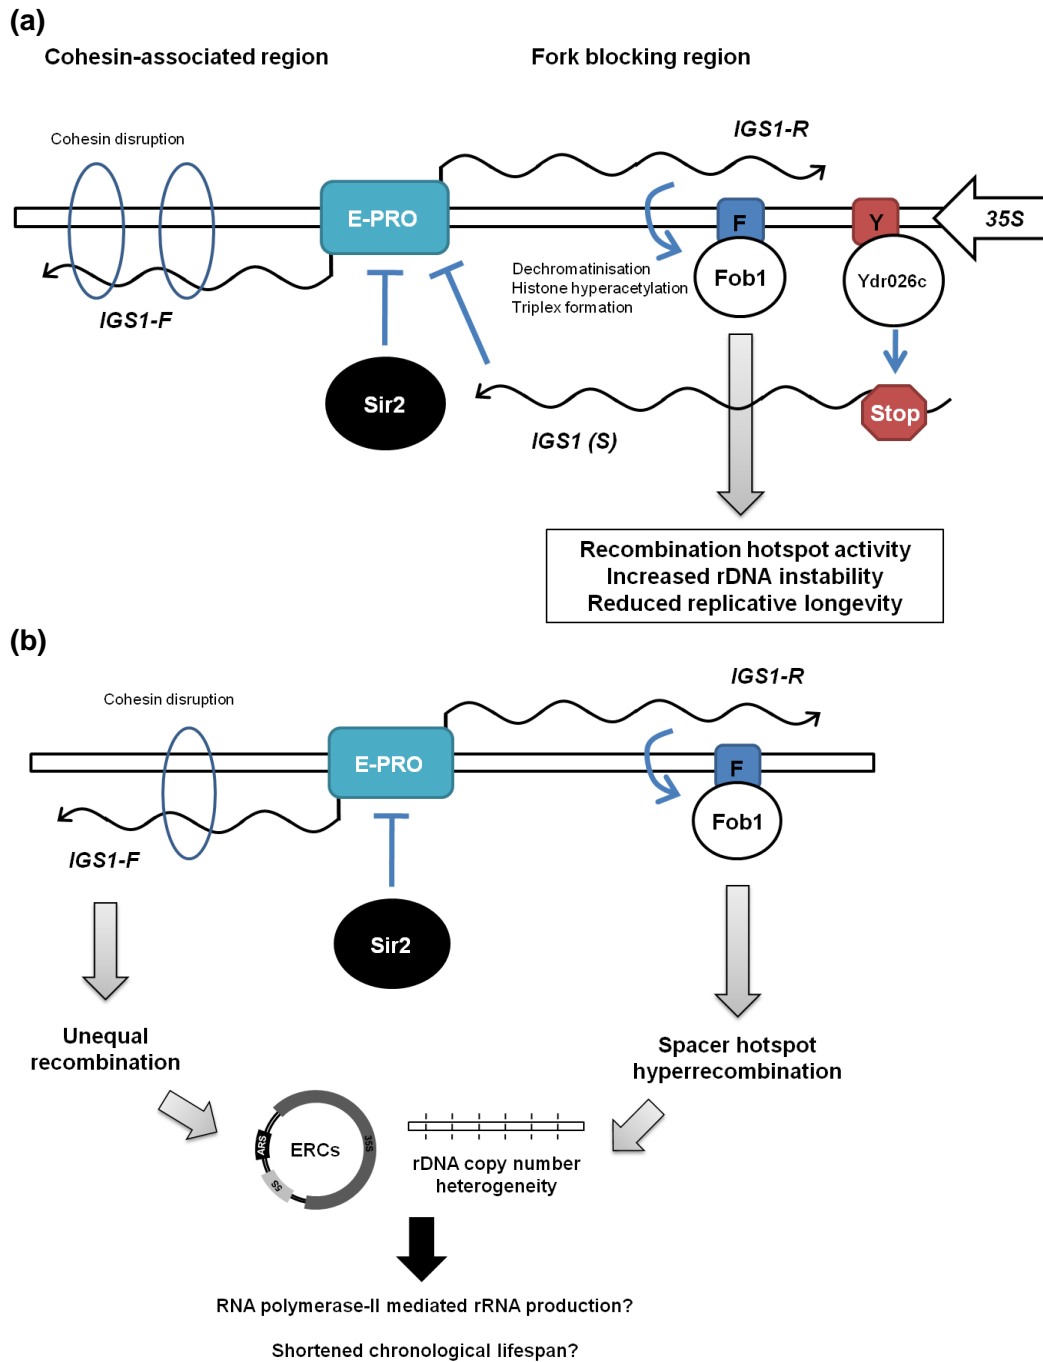 (a)
Cohesin-associated region
Fork blocking region
IGS1-R
Cohesin disruption
E-PRO
F
Y
35S
Dechromatinisation
Histone hyperacetylation
Triplex formation
Fob1
Ydr026c
IGS1-F
Sir2
Stop
IGS1 (S)
Recombination hotspot activity
Increased rDNA instability
Reduced replicative longevity
(b)
IGS1-R
Cohesin disruption
E-PRO
F
Fob1
IGS1-F
Sir2
Unequal
recombination
Spacer hotspot
hyperrecombination
ARS
ERCs
35S
5S
rDNA copy number
heterogeneity
RNA polymerase-II mediated rRNA production?
Shortened chronological lifespan?